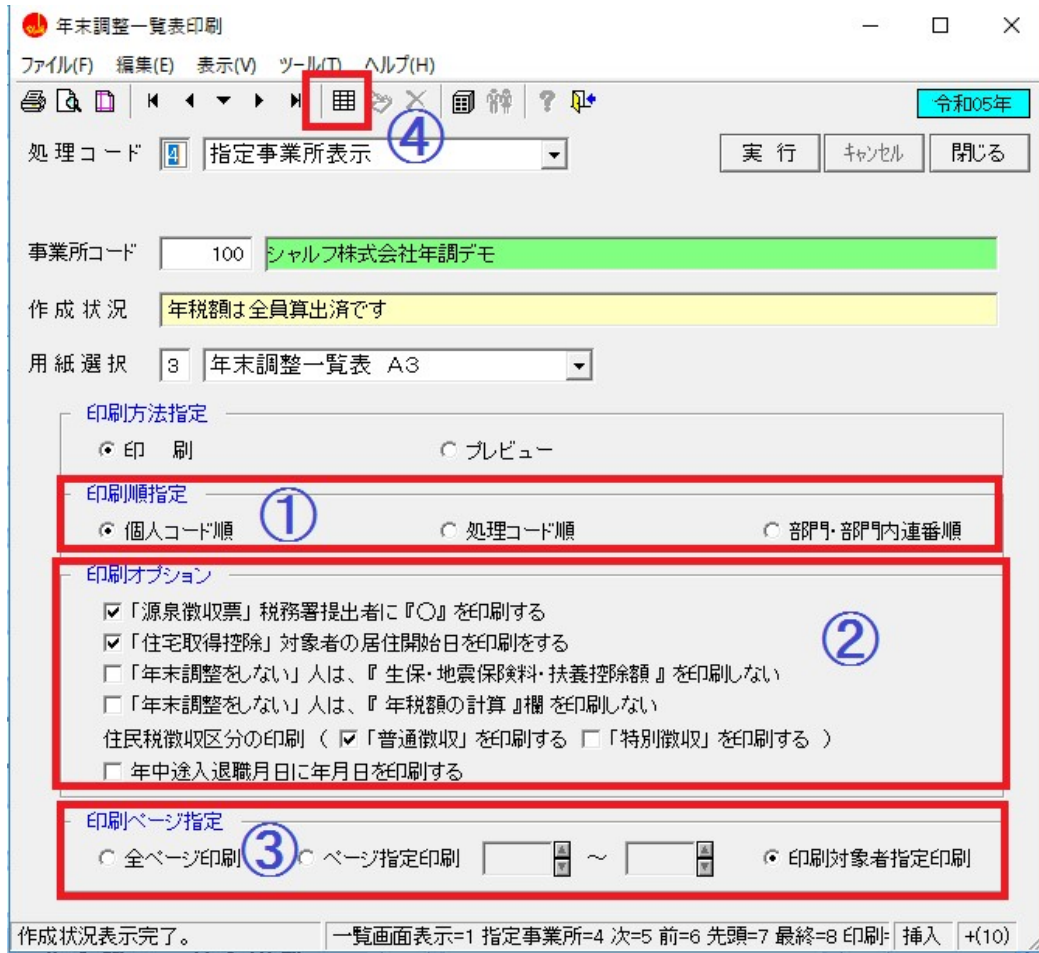 年末調整一覧表印刷
ファイル(F) 編集(E) 表示(V) ツール(T) ヘルプ(H)
④
令和05年
処理コード 4 指定事業所表示 実 行 キャンセル 閉じる
事業所コード 100 シャルフ株式会社年調デモ
作成状況 年税額は全員算出済です
用紙選択 3 年末調整一覧表 A3
印刷方法指定
印 刷 プレビュー
印刷順指定 ①
個人コード順 処理コード順 部門・部門内連番順
印刷オプション ②
「源泉徴収票」税務署提出者に『〇』を印刷する
「住宅取得控除」対象者の居住開始日を印刷をする
「年末調整をしない」人は、『 生保・地震保険料・扶養控除額 』を印刷しない
「年末調整をしない」人は、『 年税額の計算 』欄 を印刷しない
住民税徴収区分の印刷 ( 「普通徴収」を印刷する 「特別徴収」を印刷する )
年中途入退職月日に年月日を印刷する
印刷ページ指定 ③
全ページ印刷 ページ指定印刷 ～ 印刷対象者指定印刷
作成状況表示完了。 一覧画面表示=1 指定事業所=4 次=5 前=6 先頭=7 最終=8 印刷= 挿入 +(10)